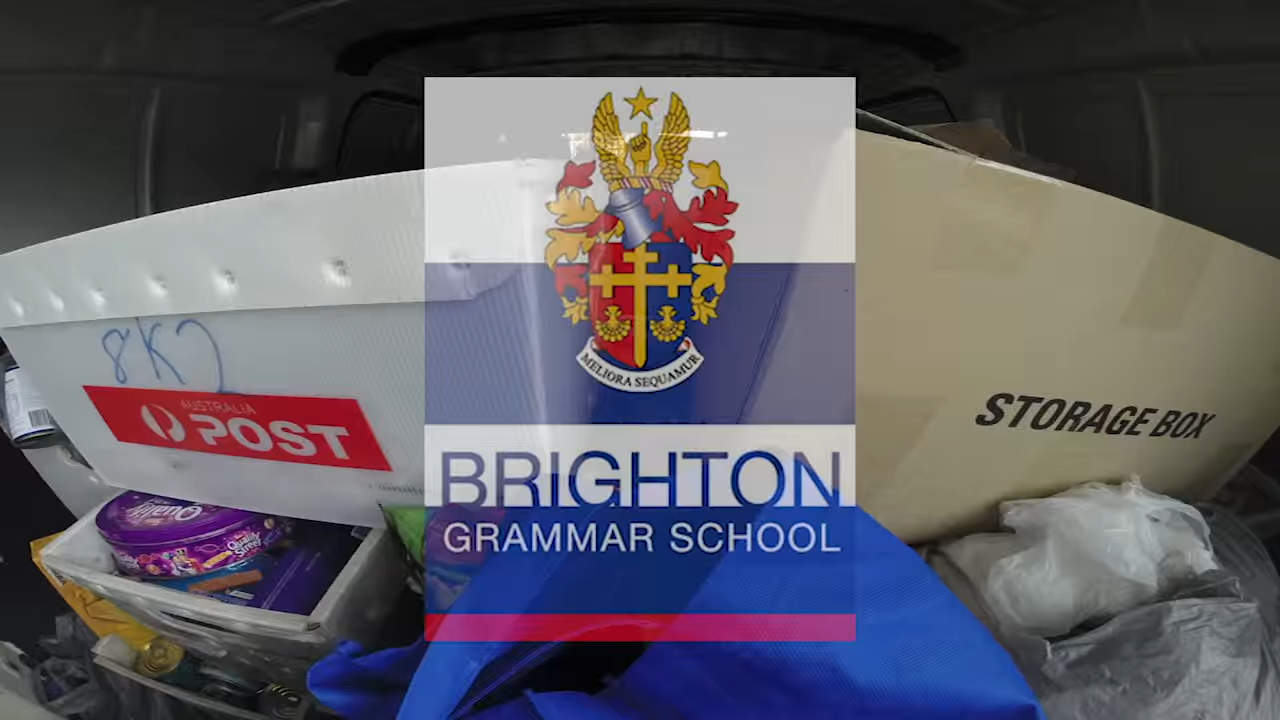 MELIORA SEQUAMUR
BRIGHTON
GRAMMAR SCHOOL
8K2
AUSTRALIA
POST
STORAGE BOX
Quality
Street